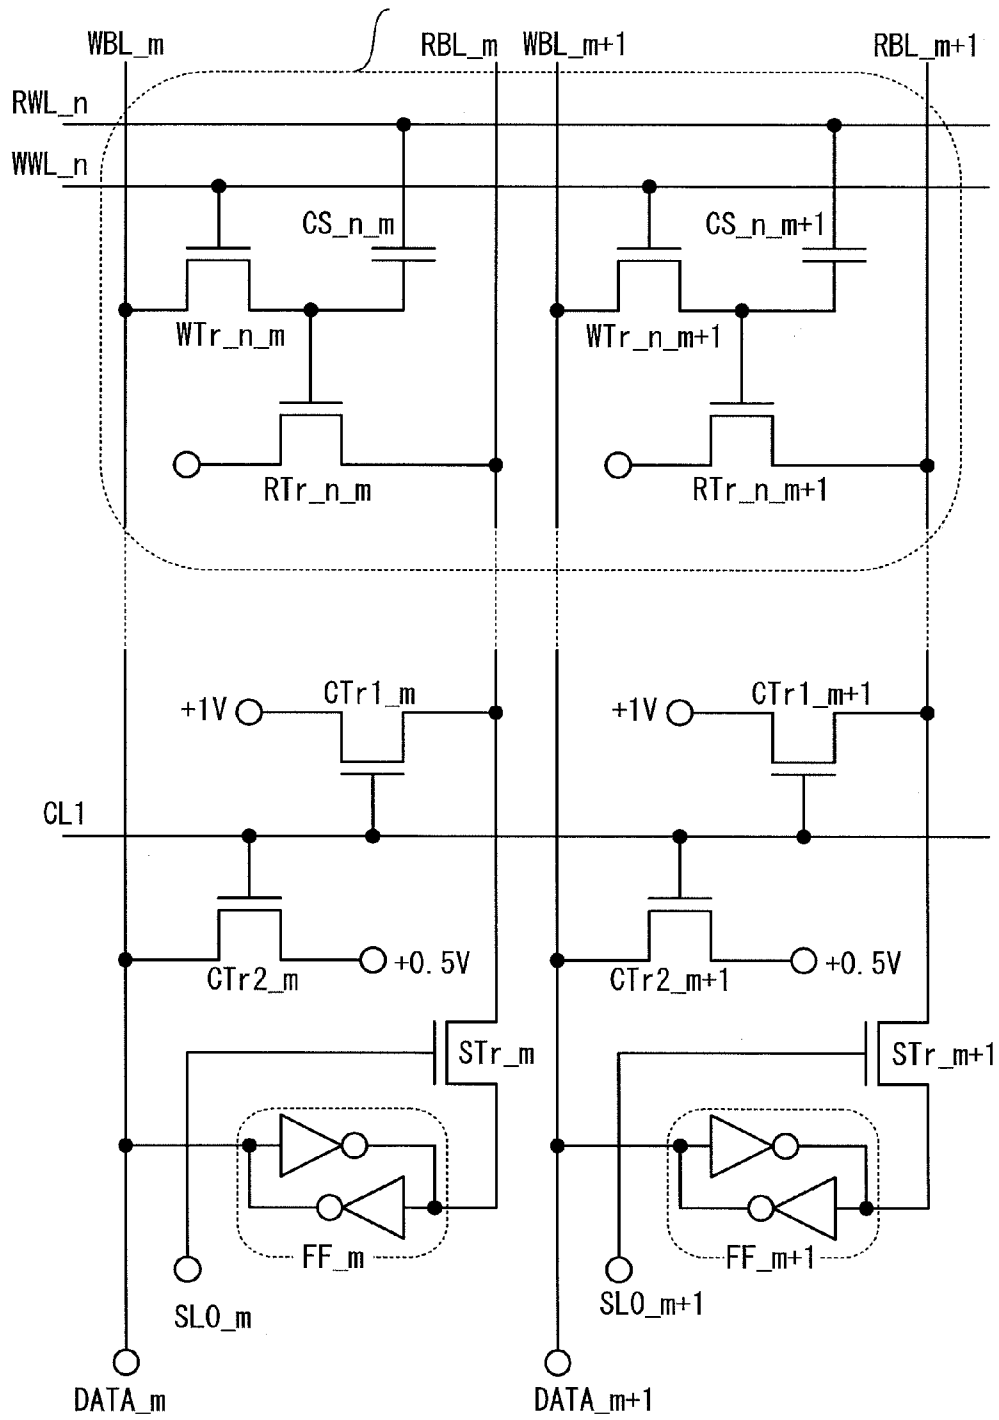 WBL_m RBL_m WBL_m+1 RBL_m+1
RWL_n
WWL_n
CS_n_m CS_n_m+1
WTr_n_m WTr_n_m+1
RTr_n_m RTr_n_m+1
CTr1_m CTr1_m+1
+1V +1V
CL1
CTr2_m +0.5V CTr2_m+1 +0.5V
STr_m STr_m+1
FF_m FF_m+1
SL0_m SL0_m+1
DATA_m DATA_m+1